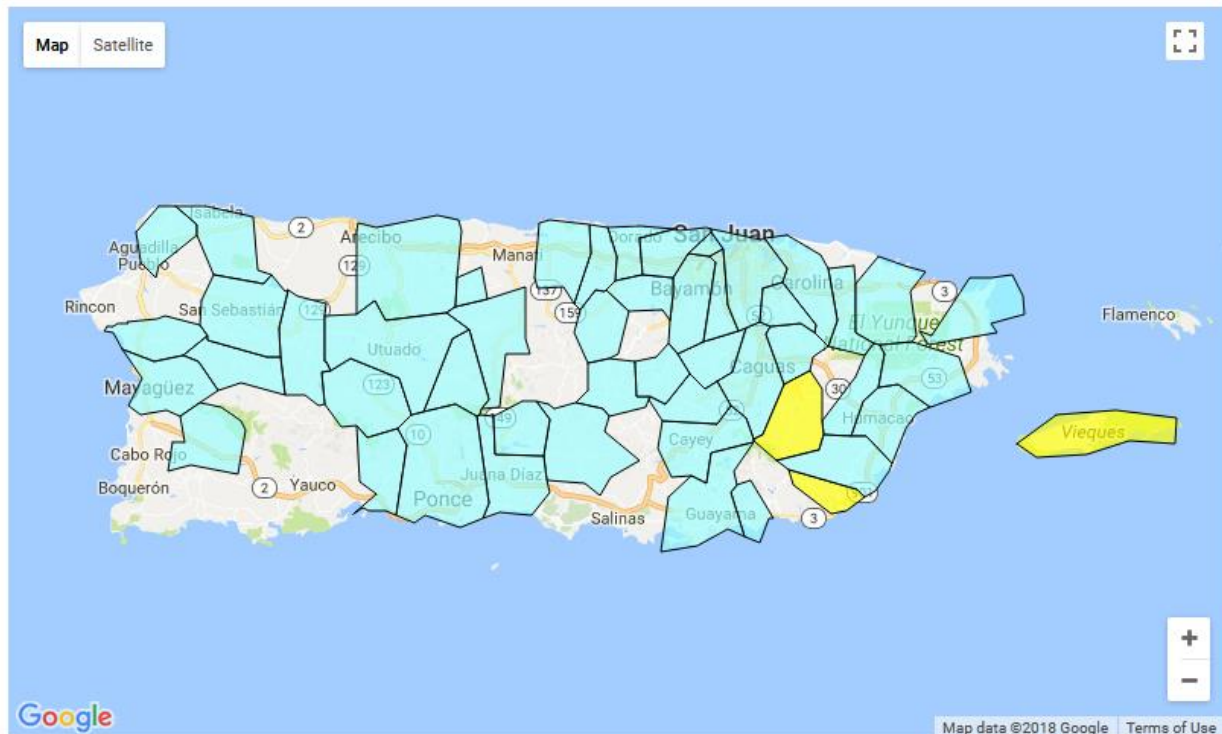 Map Satellite
Isabela
2
Arecibo
San Juan
Dorado
Aguadilla
Pueblo
Manati
129
Carolina
3
Bayamón
137
Rincon
San Sebastián
129
159
52
Flamenco
El Yunque
National Forest
Utuado
Caguas
Mayagüez
123
30
53
149
Humacao
Vieques
10
Cayey
Cabo Rojo
Juana Díaz
Boquerón
2
Yauco
Ponce
Salinas
Guayama
3
+
−
Google
Map data ©2018 Google Terms of Use